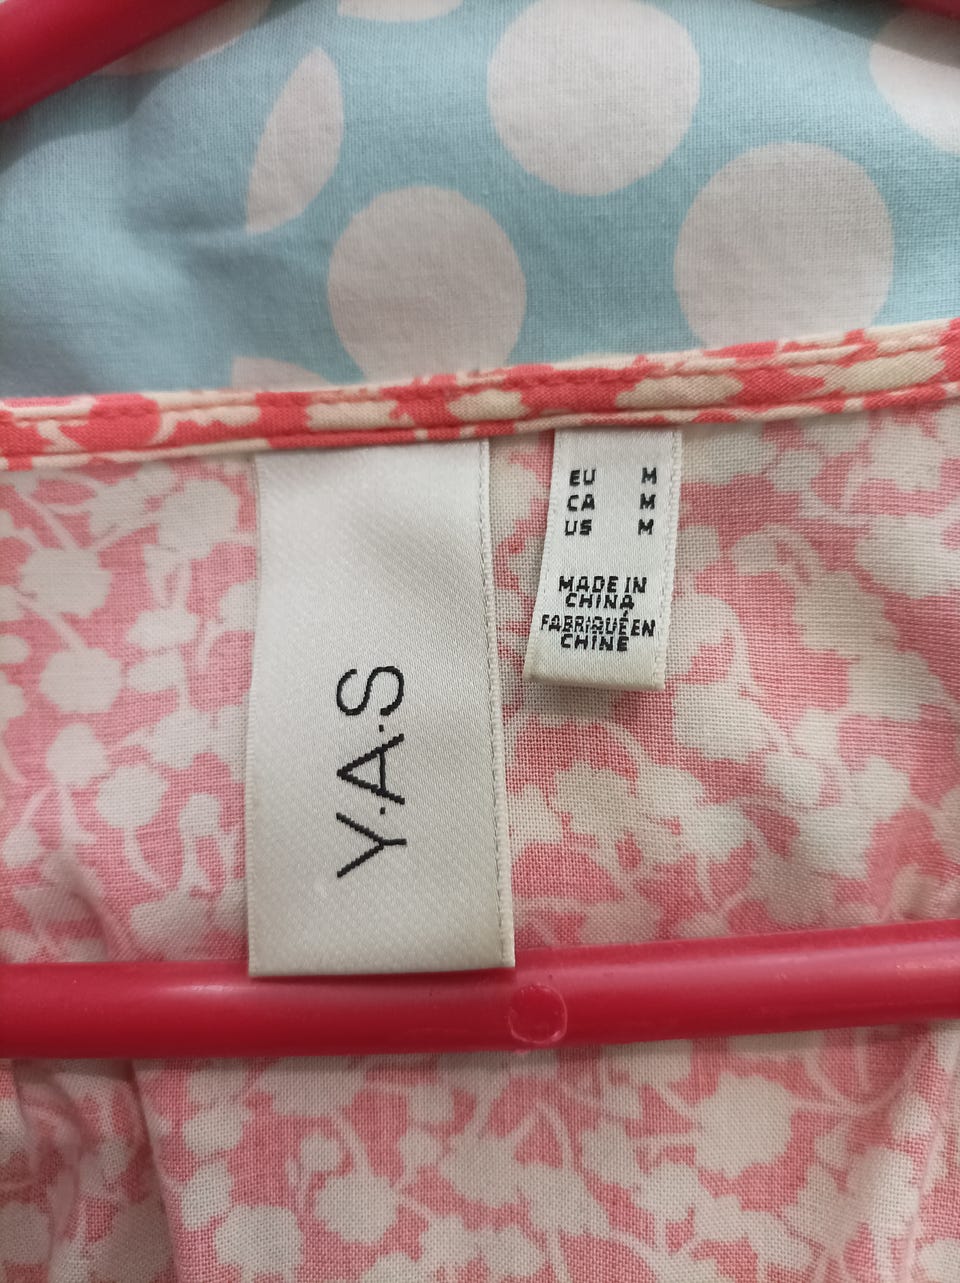 Y.A.S
EU M
CA M
US M
MADE IN
CHINA
FABRIQUÉ EN
CHINE